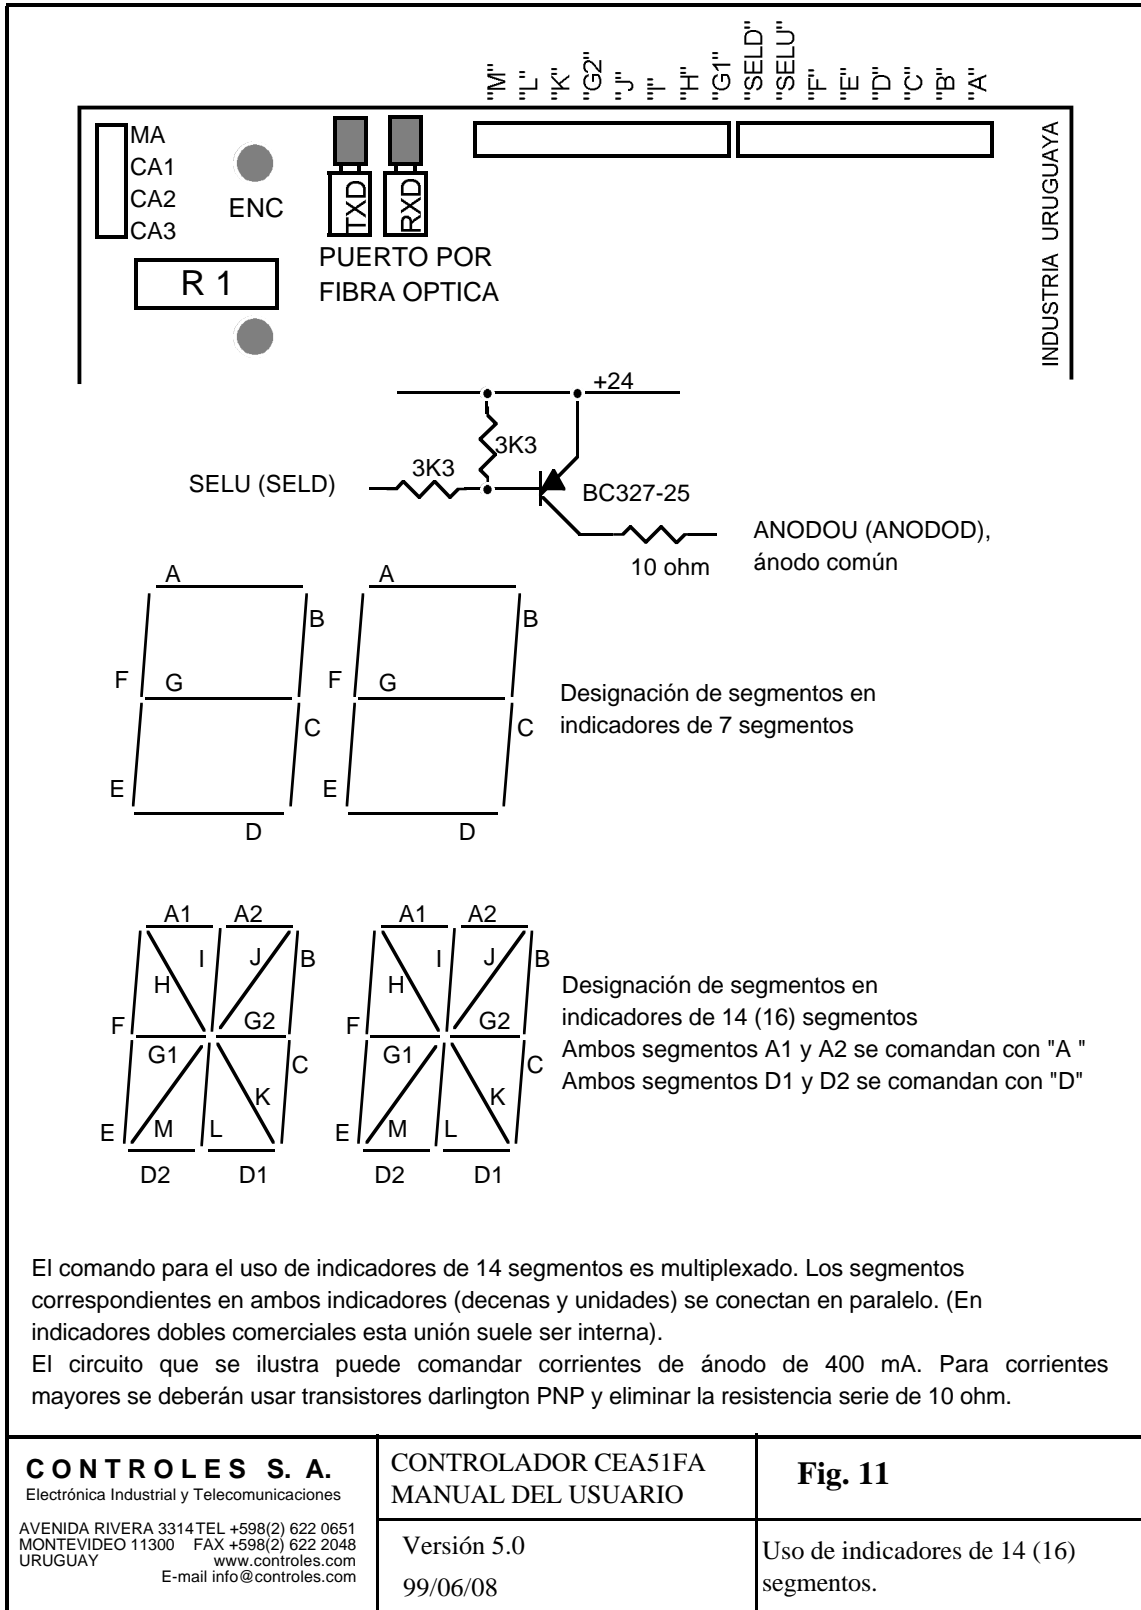 "M" "L" "K" "G2" "J" "I" "H" "G1" "SELD" "SELU" "F" "E" "D" "C" "B" "A"
MA
CA1
CA2
CA3
ENC
TXD
RXD
INDUSTRIA URUGUAYA
PUERTO POR
FIBRA OPTICA
R 1
+24
3K3
3K3
SELU (SELD)
BC327-25
10 ohm
ANODOU (ANODOD),
ánodo común
A A
B B
F G F G
C C
E E
D D
Designación de segmentos en
indicadores de 7 segmentos
A1 A2 A1 A2
H I J B H I J B
F G2 F G2
G1 C G1 C
K K
E M L E M L
D2 D1 D2 D1
Designación de segmentos en
indicadores de 14 (16) segmentos
Ambos segmentos A1 y A2 se comandan con "A "
Ambos segmentos D1 y D2 se comandan con "D"
El comando para el uso de indicadores de 14 segmentos es multiplexado. Los segmentos
correspondientes en ambos indicadores (decenas y unidades) se conectan en paralelo. (En
indicadores dobles comerciales esta unión suele ser interna).
El circuito que se ilustra puede comandar corrientes de ánodo de 400 mA. Para corrientes
mayores se deberán usar transistores darlington PNP y eliminar la resistencia serie de 10 ohm.
CONTROLES S. A.
Electrónica Industrial y Telecomunicaciones
AVENIDA RIVERA 3314 TEL +598(2) 622 0651
MONTEVIDEO 11300 FAX +598(2) 622 2048
URUGUAY www.controles.com
E-mail info@controles.com
CONTROLADOR CEA51FA
MANUAL DEL USUARIO
Versión 5.0
99/06/08
Fig. 11
Uso de indicadores de 14 (16)
segmentos.